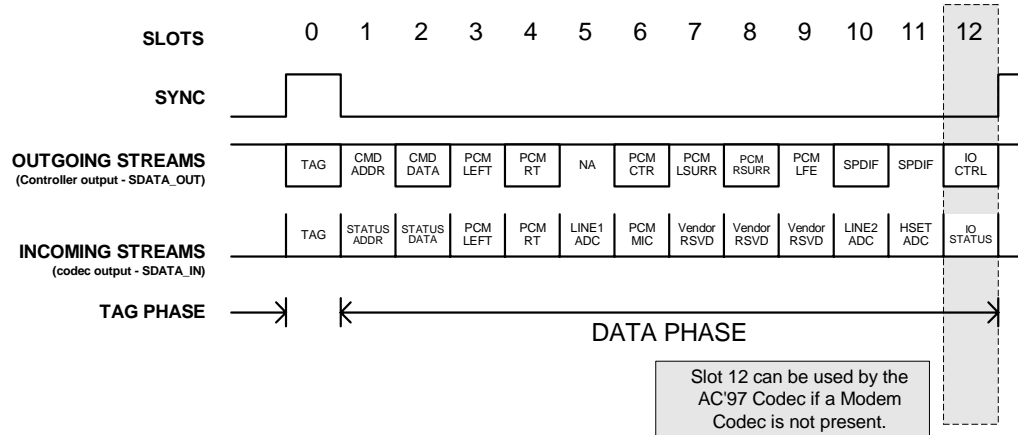 SLOTS 0 1 2 3 4 5 6 7 8 9 10 11 12
SYNC
OUTGOING STREAMS
(Controller output - SDATA_OUT)
TAG
CMD ADDR
CMD DATA
PCM LEFT
PCM RT
NA
PCM CTR
PCM LSURR
PCM RSURR
PCM LFE
SPDIF
SPDIF
IO CTRL
INCOMING STREAMS
(codec output - SDATA_IN)
TAG
STATUS ADDR
STATUS DATA
PCM LEFT
PCM RT
LINE1 ADC
PCM MIC
Vendor RSVD
Vendor RSVD
Vendor RSVD
LINE2 ADC
HSET ADC
IO STATUS
TAG PHASE
DATA PHASE
Slot 12 can be used by the
AC'97 Codec if a Modem
Codec is not present.